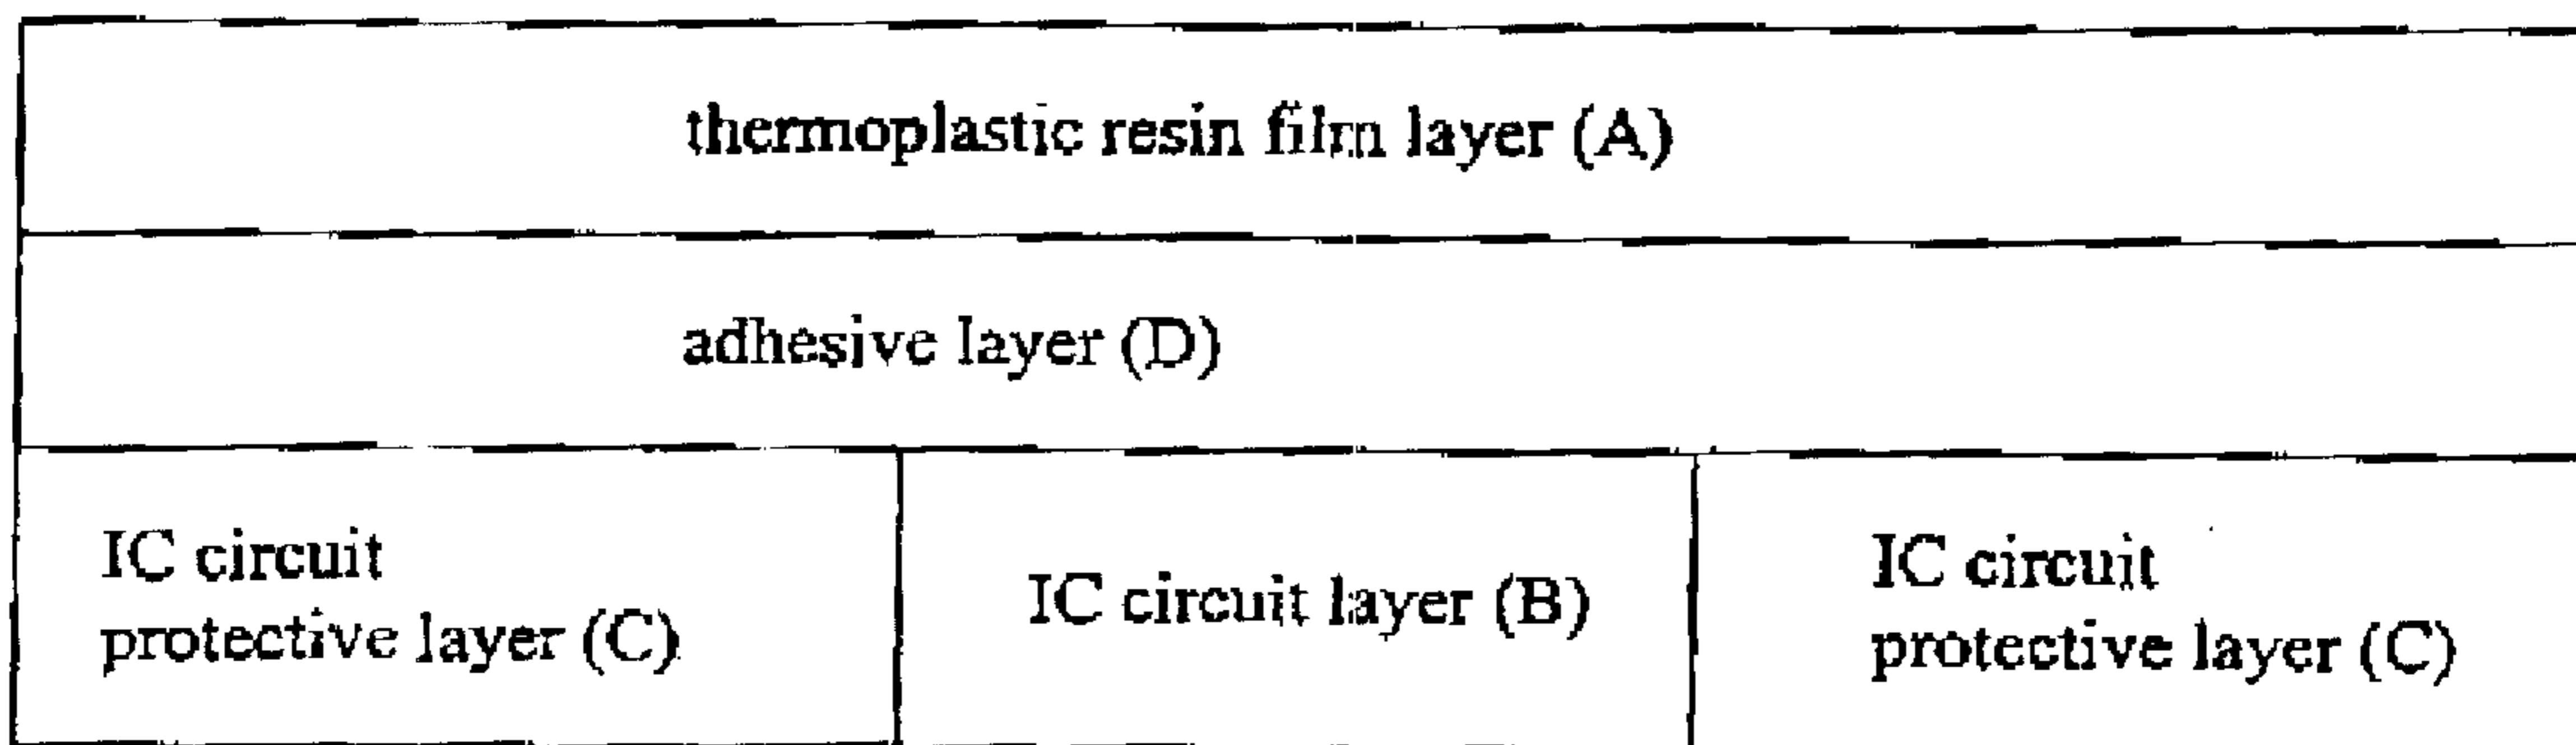 thermoplastic resin film layer (A)
adhesive layer (D)
IC circuit
protective layer (C)
IC circuit layer (B)
IC circuit
protective layer (C)